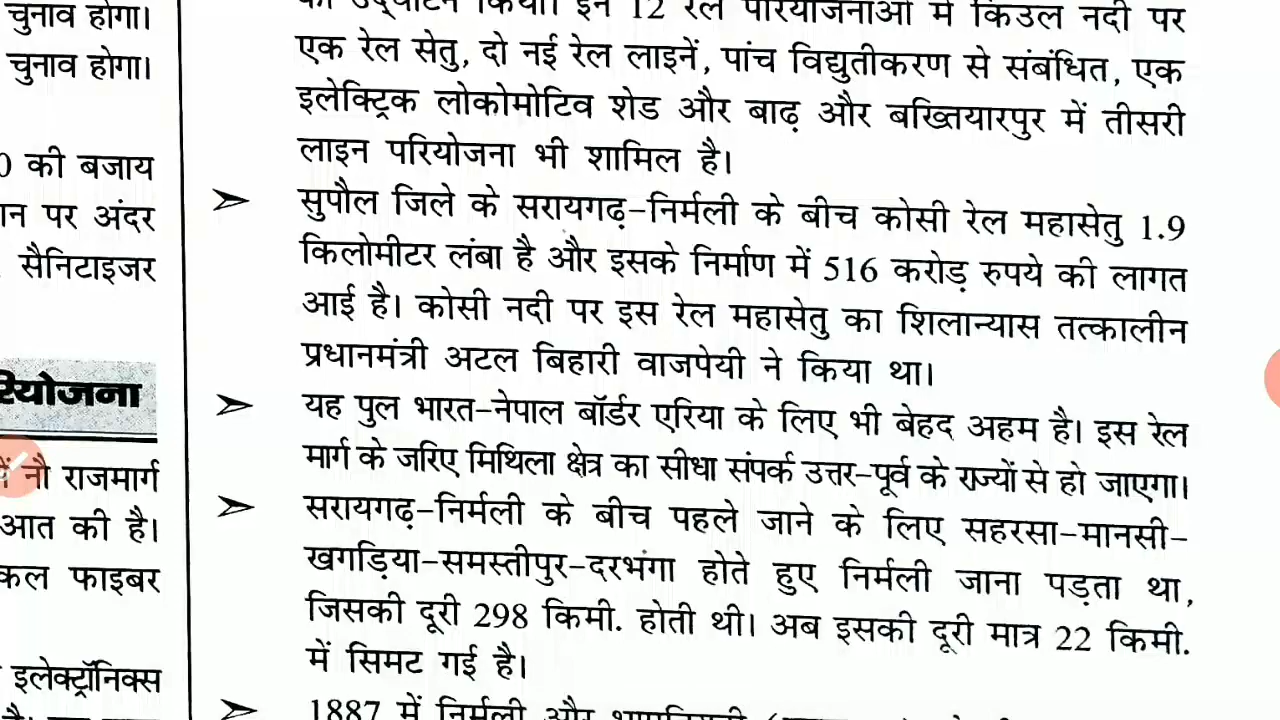 चुनाव होगा।
चुनाव होगा।
0 की बजाय
पर अंदर
सैनिटाइजर
नौ राजमार्ग
की है।
फाइबर
इलेक्ट्रॉनिक्स
का उद्घाटन किया। इन 12 रेल परियोजनाओं में किउल नदी पर
एक रेल सेतु, दो नई रेल लाइनें, पांच विद्युतीकरण से संबंधित, एक
इलेक्ट्रिक लोकोमोटिव शेड और बाढ़ और बख्तियारपुर में तीसरी
लाइन परियोजना भी शामिल है।
➢ सुपौल जिले के सरायगढ़-निर्मली के बीच कोसी रेल महासेतु 1.9
किलोमीटर लंबा है और इसके निर्माण में 516 करोड़ रुपये की लागत
आई है। कोसी नदी पर इस रेल महासेतु का शिलान्यास तत्कालीन
प्रधानमंत्री अटल बिहारी वाजपेयी ने किया था।
➢ यह पुल भारत-नेपाल बॉर्डर एरिया के लिए भी बेहद अहम है। इस रेल
मार्ग के जरिए मिथिला क्षेत्र का सीधा संपर्क उत्तर-पूर्व के राज्यों से हो जाएगा।
➢ सरायगढ़-निर्मली के बीच पहले जाने के लिए सहरसा-मानसी-
खगड़िया-समस्तीपुर-दरभंगा होते हुए निर्मली जाना पड़ता था,
जिसकी दूरी 298 किमी. होती थी। अब इसकी दूरी मात्र 22 किमी.
में सिमट गई है।
➢ 1887 में निर्मली और